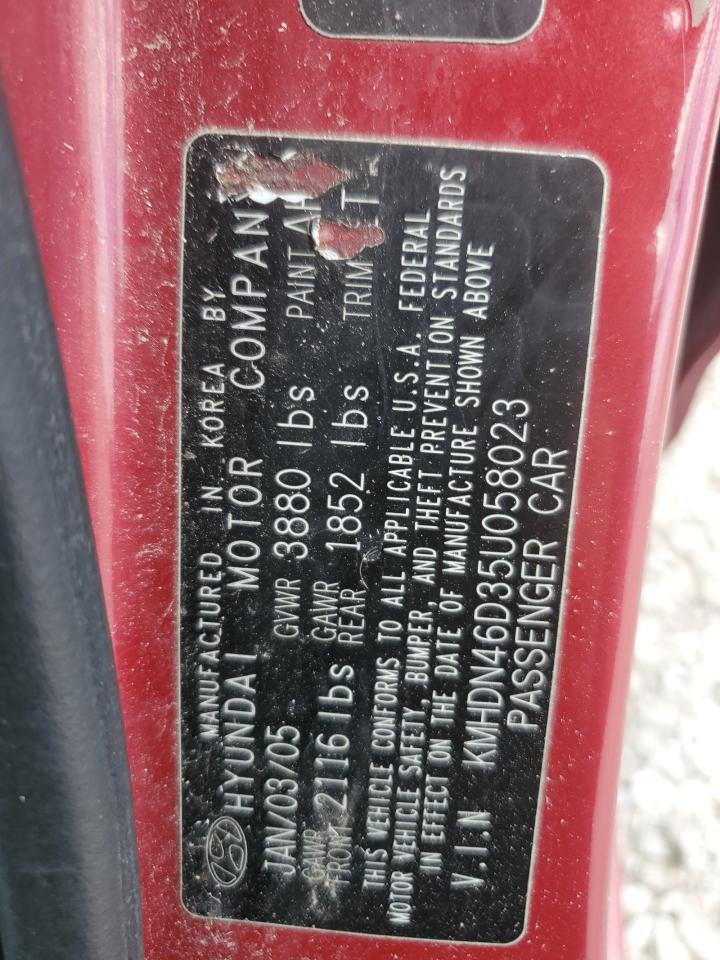 MANUFACTURED IN KOREA BY
HYUNDAI MOTOR COMPANY
JAN/03/05 GVWR 3880 lbs PAINT
GAWR FRONT 2116 lbs GAWR REAR 1852 lbs TRIM
THIS VEHICLE CONFORMS TO ALL APPLICABLE U.S.A. FEDERAL
MOTOR VEHICLE SAFETY, BUMPER, AND THEFT PREVENTION STANDARDS
IN EFFECT ON THE DATE OF MANUFACTURE SHOWN ABOVE
V.I.N KMHDN46D35U058023
PASSENGER CAR